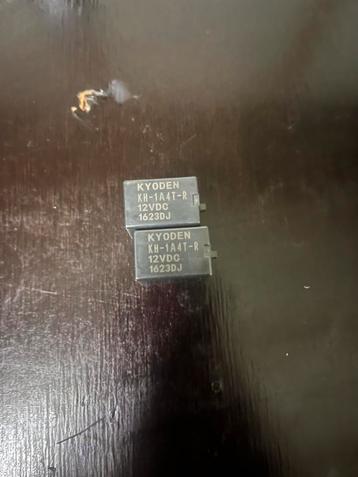 KYODEN
KH-1A4T-R
12VDC
1623DJ
KYODEN
KH-1A4T-R
12VDC
1623DJ